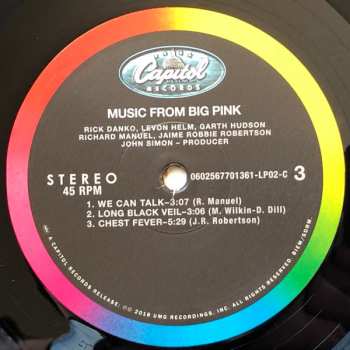 Capitol
RECORDS
MUSIC FROM BIG PINK
RICK DANKO, LEVON HELM, GARTH HUDSON
RICHARD MANUEL, JAIME ROBBIE ROBERTSON
JOHN SIMON – PRODUCER
STEREO
45 RPM
0602567701361-LP02-C 3
1. WE CAN TALK–3:07 (R. Manuel)
2. LONG BLACK VEIL–3:06 (M. Wilkin-D. Dill)
3. CHEST FEVER–5:29 (J.R. Robertson)
A CAPITOL RECORDS RELEASE; ℗© 2018 UMG RECORDINGS, INC. ALL RIGHTS RESERVED. BIEM/SDRM.